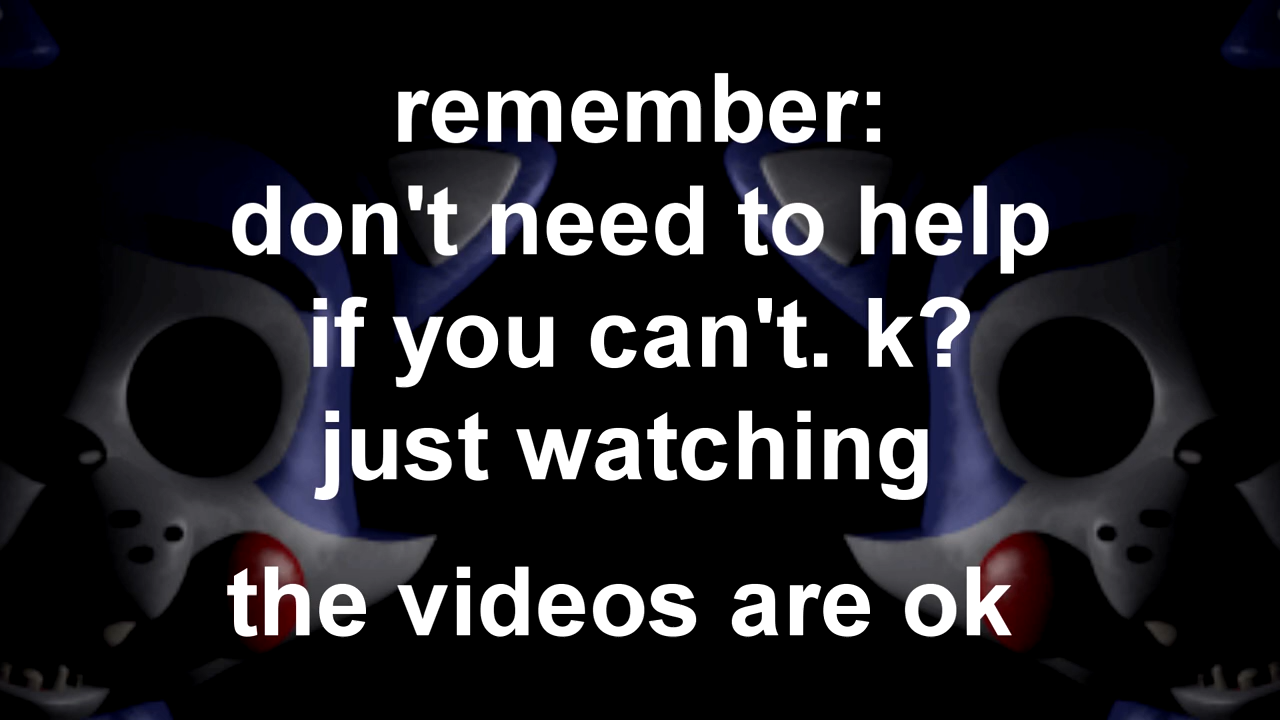 remember:
don't need to help
if you can't. k?
just watching
the videos are ok